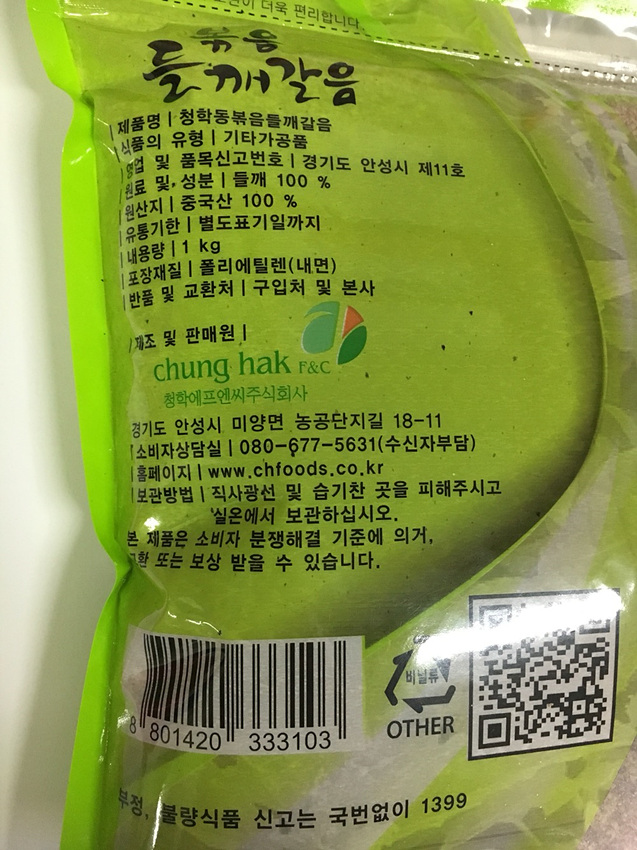 더욱 편리합니다.
볶음
들깨갈음
제품명 | 청학동볶음들깨갈음
식품의 유형 | 기타가공품
영업 및 품목신고번호 | 경기도 안성시 제11호
원료 및 성분 | 들깨 100 %
원산지 | 중국산 100 %
유통기한 | 별도표기일까지
내용량 | 1 kg
포장재질 | 폴리에틸렌(내면)
반품 및 교환처 | 구입처 및 본사
제조 및 판매원 |
chung hak F&C
청학에프엔씨주식회사
경기도 안성시 미양면 농공단지길 18-11
소비자상담실 | 080-677-5631(수신자부담)
홈페이지 | www.chfoods.co.kr
보관방법 | 직사광선 및 습기찬 곳을 피해주시고
실온에서 보관하십시오.
본 제품은 소비자 분쟁해결 기준에 의거,
교환 또는 보상 받을 수 있습니다.
8 801420 333103
비닐류
OTHER
부정, 불량식품 신고는 국번없이 1399